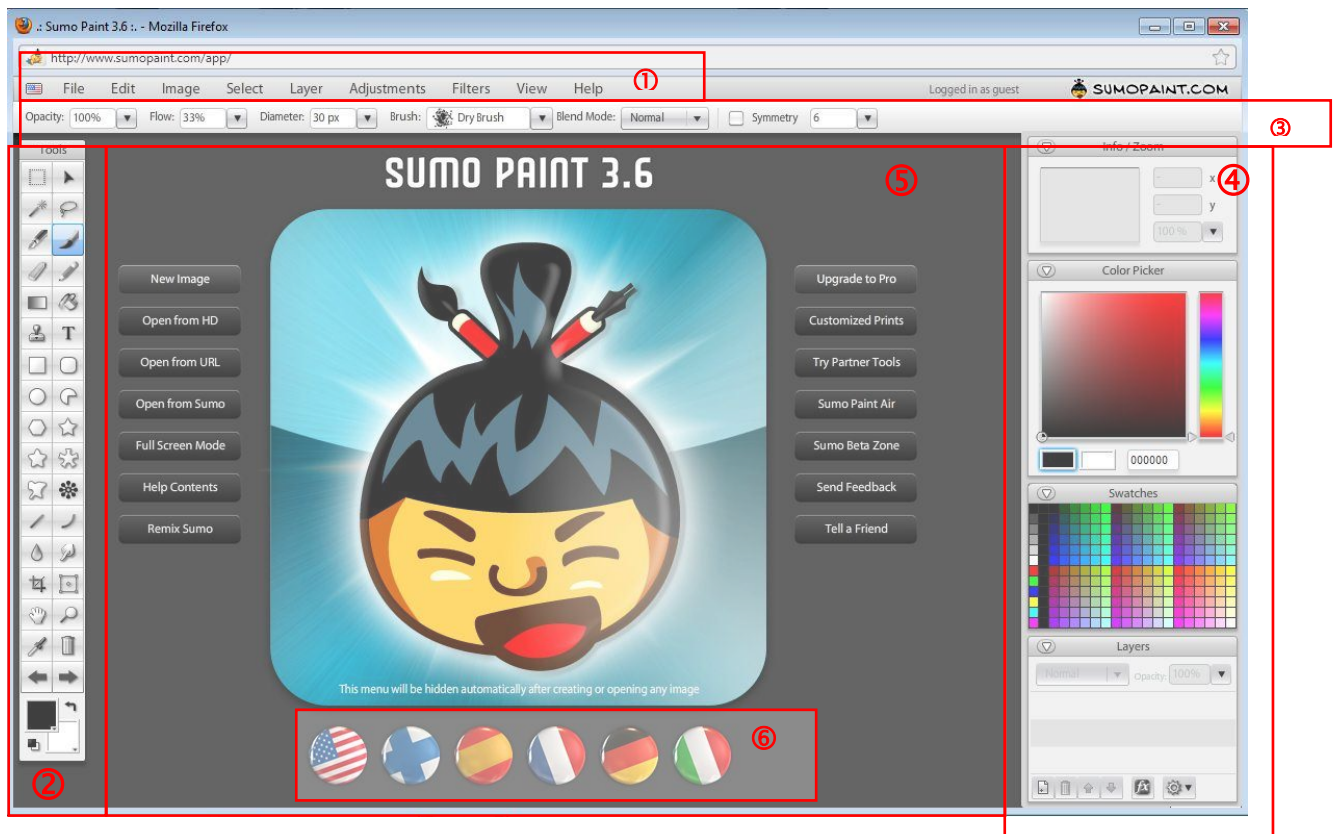 .: Sumo Paint 3.6 :. - Mozilla Firefox
http://www.sumopaint.com/app/
File Edit Image Select Layer Adjustments Filters View Help ① Logged in as guest SUMOPAINT.COM
Opacity: 100% Flow: 33% Diameter: 30 px Brush: Dry Brush Blend Mode: Normal Symmetry 6 ③
Tools
SUMO PAINT 3.6
⑤
Info / Zoom
x ④
y
100 %
Color Picker
000000
Swatches
Layers
Normal Opacity: 100%
New Image
Open from HD
Open from URL
Open from Sumo
Full Screen Mode
Help Contents
Remix Sumo
Upgrade to Pro
Customized Prints
Try Partner Tools
Sumo Paint Air
Sumo Beta Zone
Send Feedback
Tell a Friend
T
This menu will be hidden automatically after creating or opening any image
⑥
②
fx